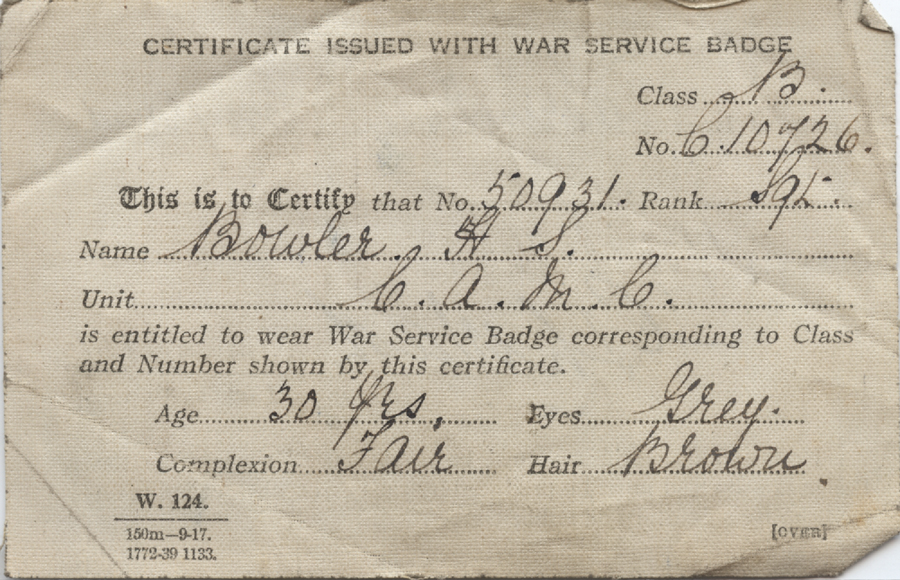 CERTIFICATE ISSUED WITH WAR SERVICE BADGE
Class B.
No. C.10726.
This is to Certify that No. 50931. Rank Sgt.
Name Bowler. H S.
Unit C. A. M. C.
is entitled to wear War Service Badge corresponding to Class
and Number shown by this certificate.
Age 30 yrs. Eyes Grey.
Complexion Fair Hair Brown
W. 124.
150m—9-17.
1772-39 1133.
[OVER]